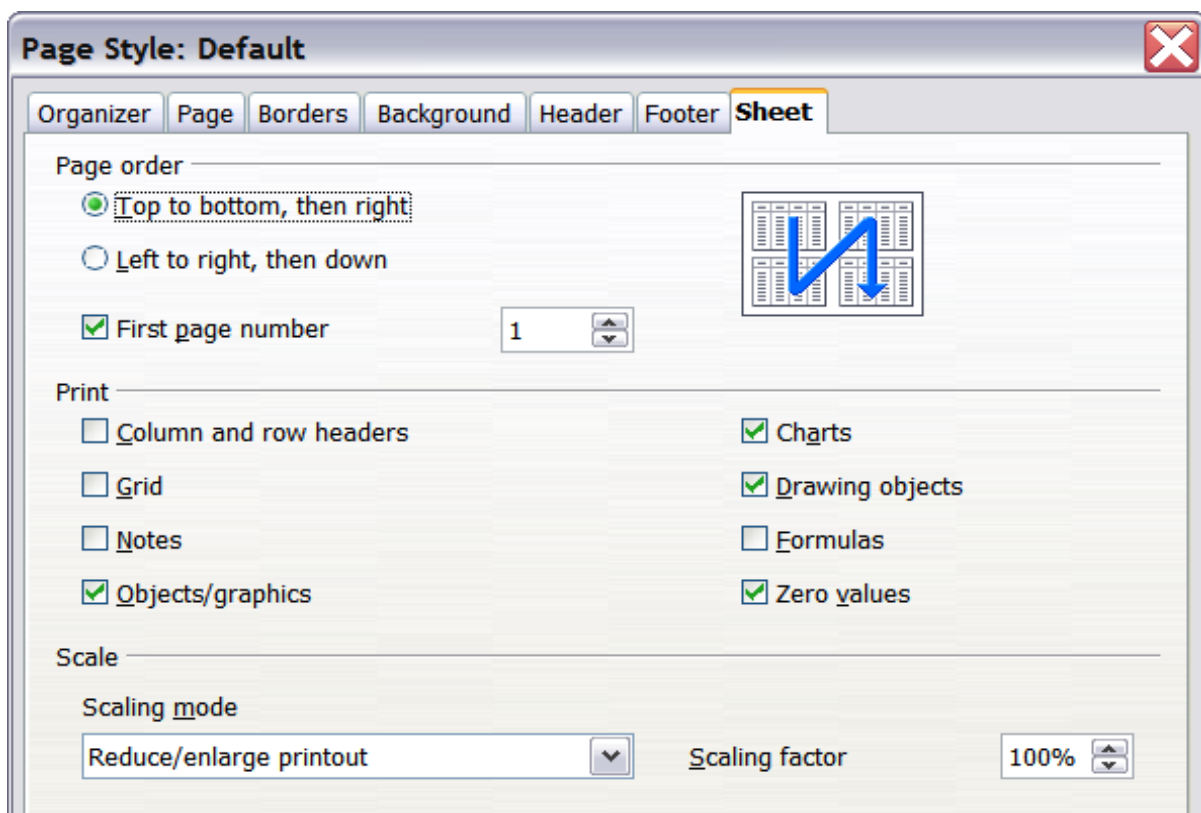 Page Style: Default
Organizer Page Borders Background Header Footer Sheet
Page order
Top to bottom, then right
Left to right, then down
First page number 1
Print
Column and row headers Charts
Grid Drawing objects
Notes Formulas
Objects/graphics Zero values
Scale
Scaling mode
Reduce/enlarge printout Scaling factor 100%